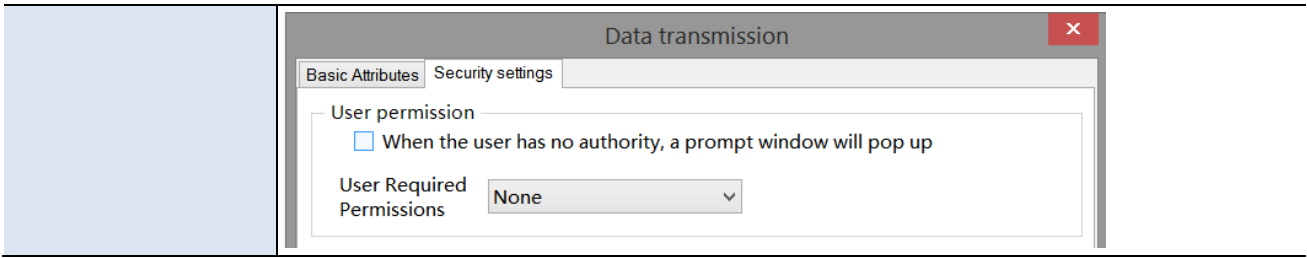 Data transmission
Basic Attributes Security settings
User permission
When the user has no authority, a prompt window will pop up
User Required
Permissions
None